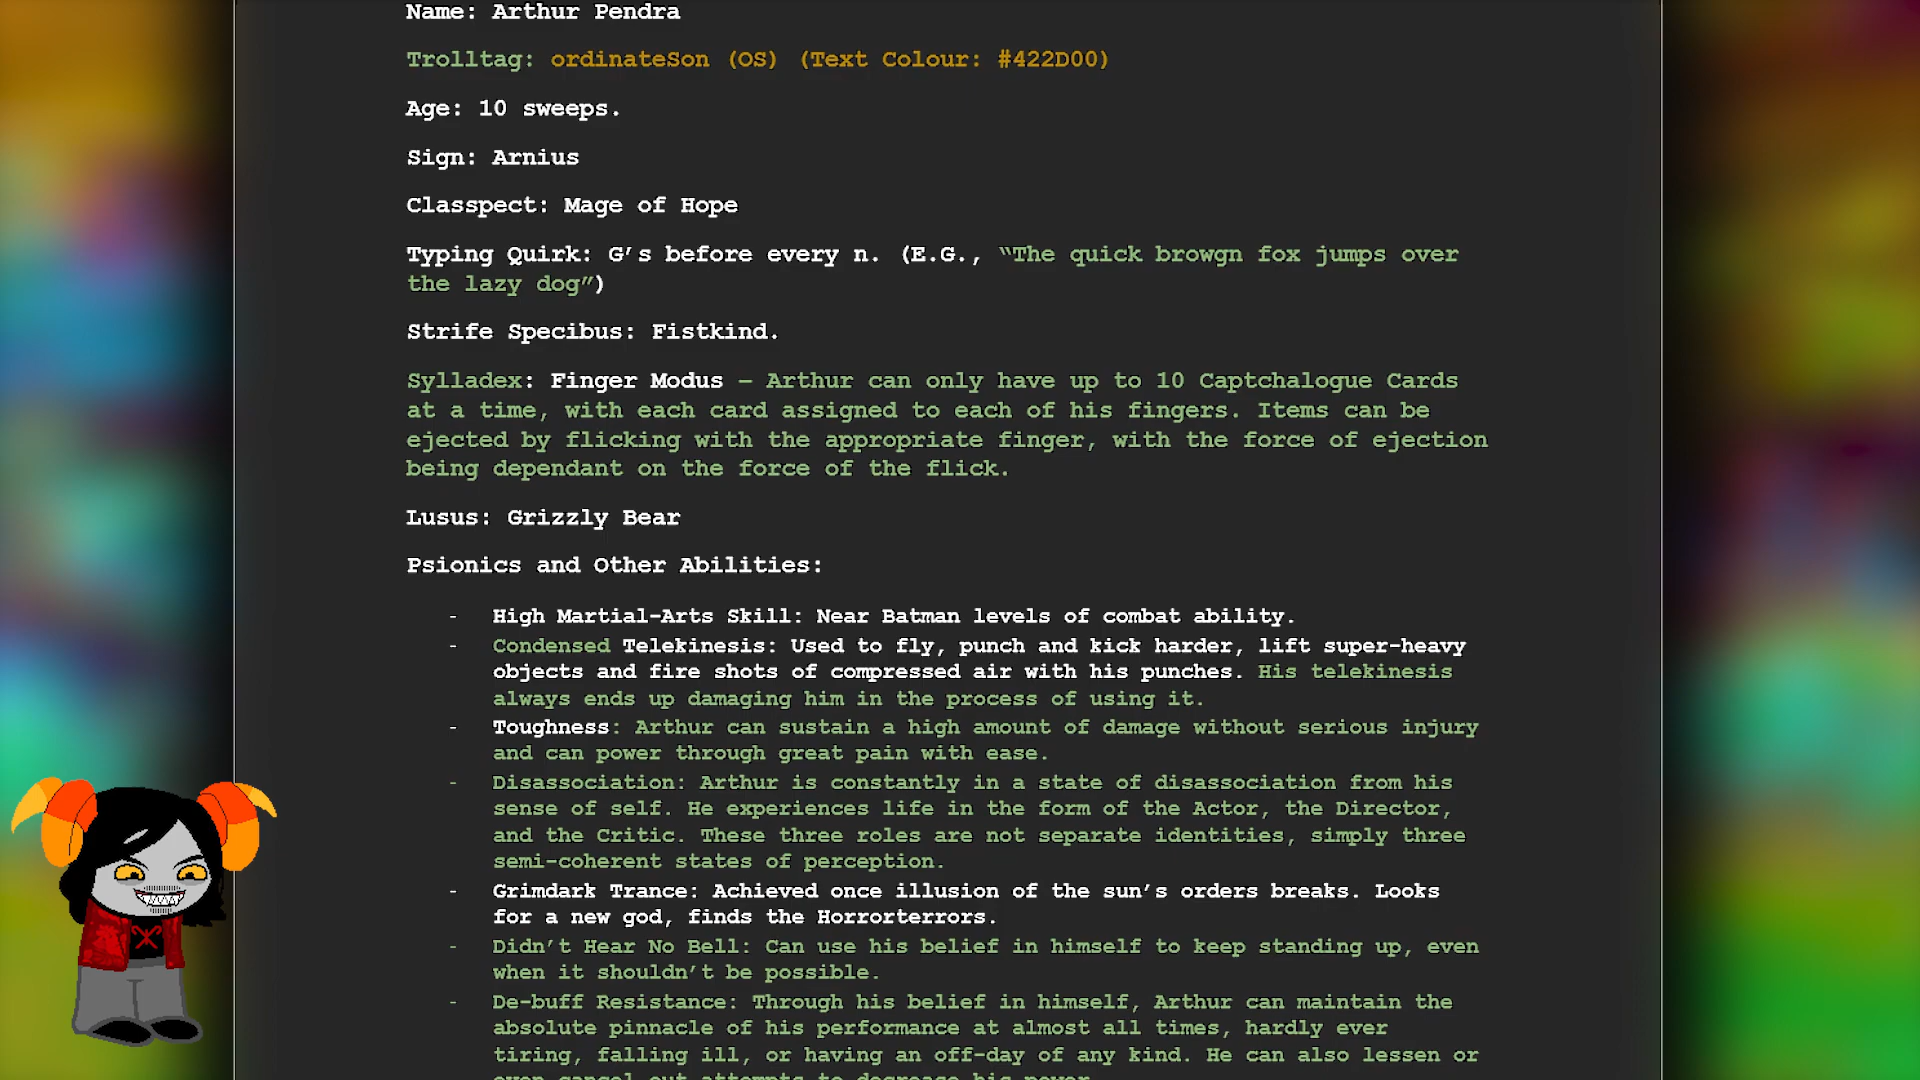 Name: Arthur Pendra
Trolltag: ordinateSon (OS) (Text Colour: #422D00)
Age: 10 sweeps.
Sign: Arnius
Classpect: Mage of Hope
Typing Quirk: G’s before every n. (E.G., “The quick browgn fox jumps over
the lazy dog”)
Strife Specibus: Fistkind.
Sylladex: Finger Modus – Arthur can only have up to 10 Captchalogue Cards
at a time, with each card assigned to each of his fingers. Items can be
ejected by flicking with the appropriate finger, with the force of ejection
being dependant on the force of the flick.
Lusus: Grizzly Bear
Psionics and Other Abilities:
- High Martial-Arts Skill: Near Batman levels of combat ability.
- Condensed Telekinesis: Used to fly, punch and kick harder, lift super-heavy
objects and fire shots of compressed air with his punches. His telekinesis
always ends up damaging him in the process of using it.
- Toughness: Arthur can sustain a high amount of damage without serious injury
and can power through great pain with ease.
- Disassociation: Arthur is constantly in a state of disassociation from his
sense of self. He experiences life in the form of the Actor, the Director,
and the Critic. These three roles are not separate identities, simply three
semi-coherent states of perception.
- Grimdark Trance: Achieved once illusion of the sun’s orders breaks. Looks
for a new god, finds the Horrorterrors.
- Didn’t Hear No Bell: Can use his belief in himself to keep standing up, even
when it shouldn’t be possible.
- De-buff Resistance: Through his belief in himself, Arthur can maintain the
absolute pinnacle of his performance at almost all times, hardly ever
tiring, falling ill, or having an off-day of any kind. He can also lessen or
even cancel out attempts to decrease his power.